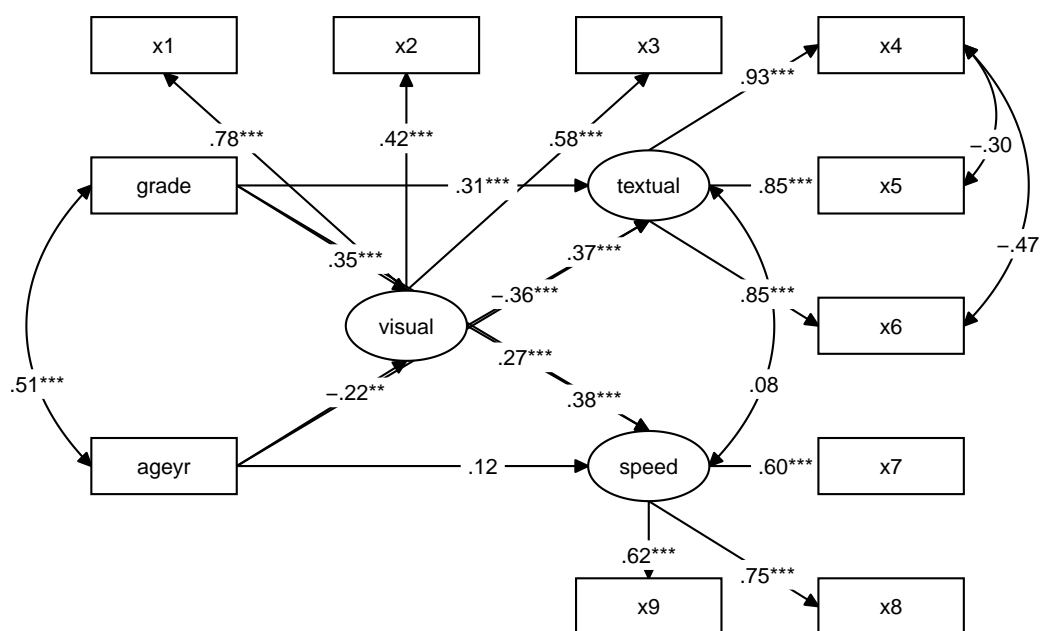 x1
x2
x3
x4
.93***
.78***
.42***
.58***
−.30
grade
.31***
textual
.85***
x5
.35***
.37***
−.47
−.36***
.85***
visual
x6
.27***
.51***
−.22**
.38***
.08
ageyr
.12
speed
.60***
x7
.62***
.75***
x9
x8